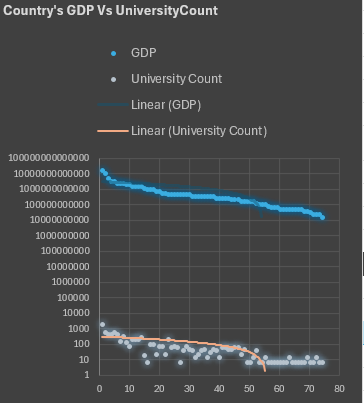 Country's GDP Vs UniversityCount
GDP
University Count
Linear (GDP)
Linear (University Count)
100000000000000
10000000000000
1000000000000
100000000000
10000000000
1000000000
100000000
10000000
1000000
100000
10000
1000
100
10
1
0 10 20 30 40 50 60 70 80